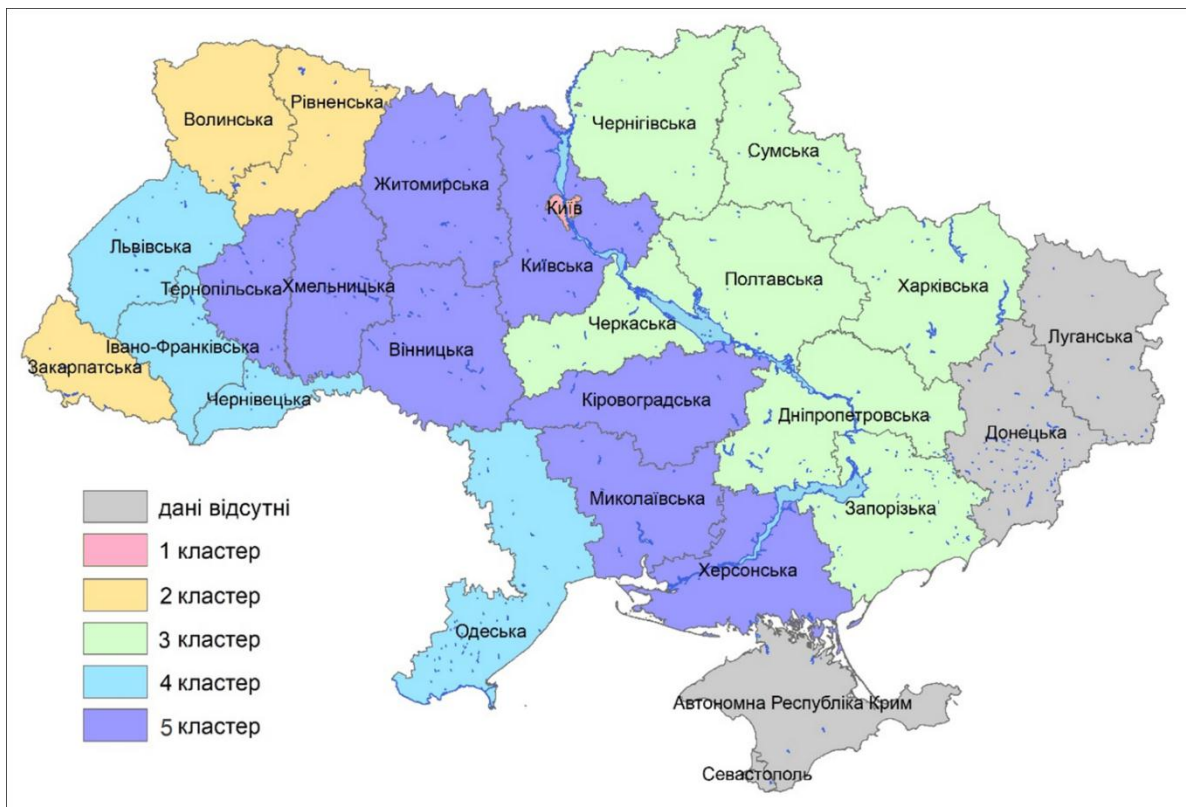 Волинська
Рівненська
Чернігівська
Сумська
Житомирська
Київ
Львівська
Київська
Тернопільська
Хмельницька
Полтавська
Харківська
Черкаська
Луганська
Івано-Франківська
Вінницька
Закарпатська
Чернівецька
Кіровоградська
Дніпропетровська
Донецька
Миколаївська
Запорізька
Херсонська
Одеська
Автономна Республіка Крим
Севастополь
дані відсутні
1 кластер
2 кластер
3 кластер
4 кластер
5 кластер